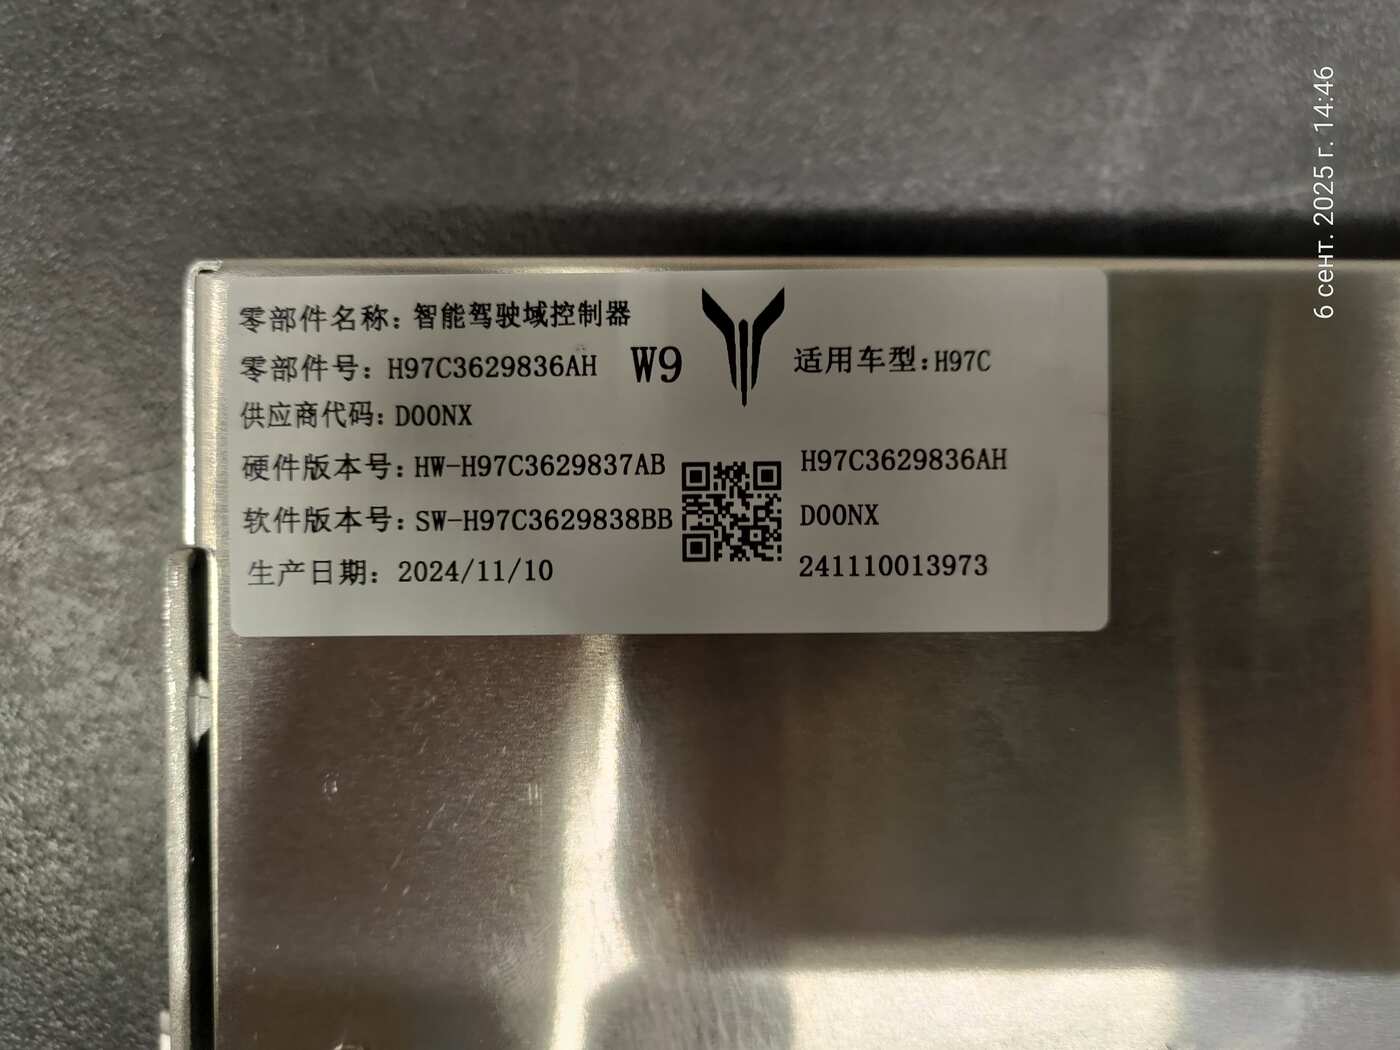 零部件名称: 智能驾驶域控制器
零部件号: H97C3629836AH
W9
适用车型: H97C
供应商代码: D00NX
硬件版本号: HW-H97C3629837AB
软件版本号: SW-H97C3629838BB
生产日期: 2024/11/10
H97C3629836AH
D00NX
241110013973
6 сент. 2025 г. 14:46